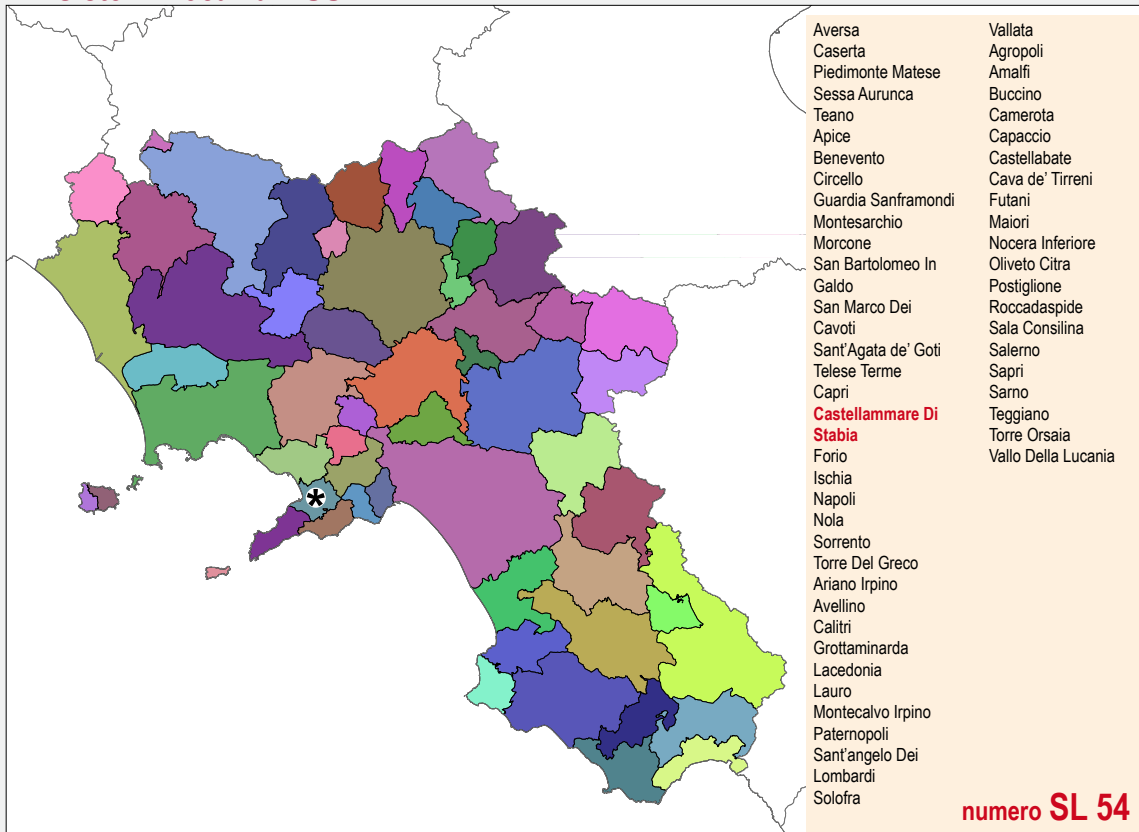 Aversa
Caserta
Piedimonte Matese
Sessa Aurunca
Teano
Apice
Benevento
Circello
Guardia Sanframondi
Montesarchio
Morcone
San Bartolomeo In
Galdo
San Marco Dei
Cavoti
Sant'Agata de' Goti
Telese Terme
Capri
Castellammare Di
Stabia
Forio
Ischia
Napoli
Nola
Sorrento
Torre Del Greco
Ariano Irpino
Avellino
Calitri
Grottaminarda
Lacedonia
Lauro
Montecalvo Irpino
Paternopoli
Sant'angelo Dei
Lombardi
Solofra
Vallata
Agropoli
Amalfi
Buccino
Camerota
Capaccio
Castellabate
Cava de' Tirreni
Futani
Maiori
Nocera Inferiore
Oliveto Citra
Postiglione
Roccadaspide
Sala Consilina
Salerno
Sapri
Sarno
Teggiano
Torre Orsaia
Vallo Della Lucania
*
numero SL 54